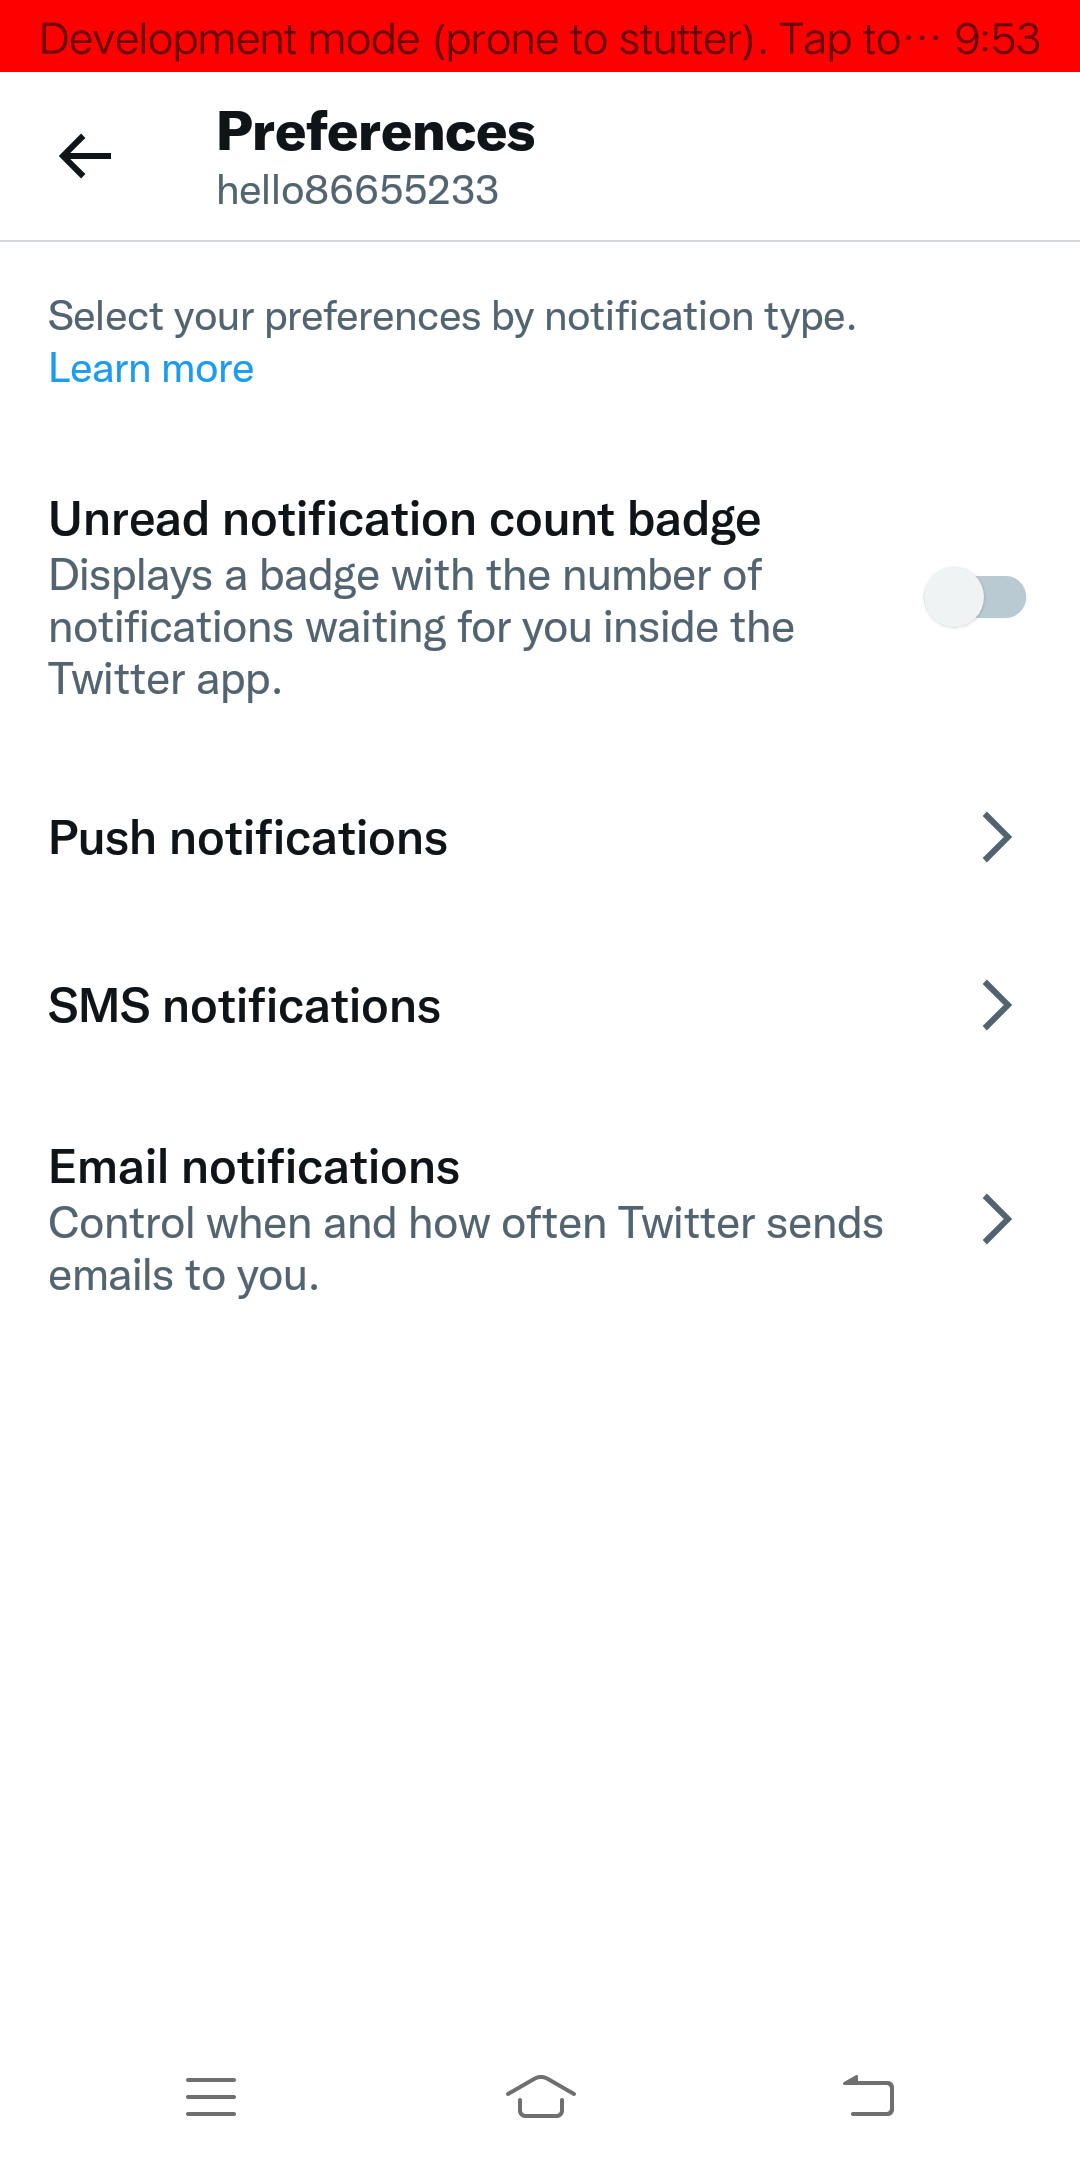 Development mode (prone to stutter). Tap to··· 9:53
Preferences
hello86655233
Select your preferences by notification type.
Learn more
Unread notification count badge
Displays a badge with the number of
notifications waiting for you inside the
Twitter app.
Push notifications
SMS notifications
Email notifications
Control when and how often Twitter sends
emails to you.